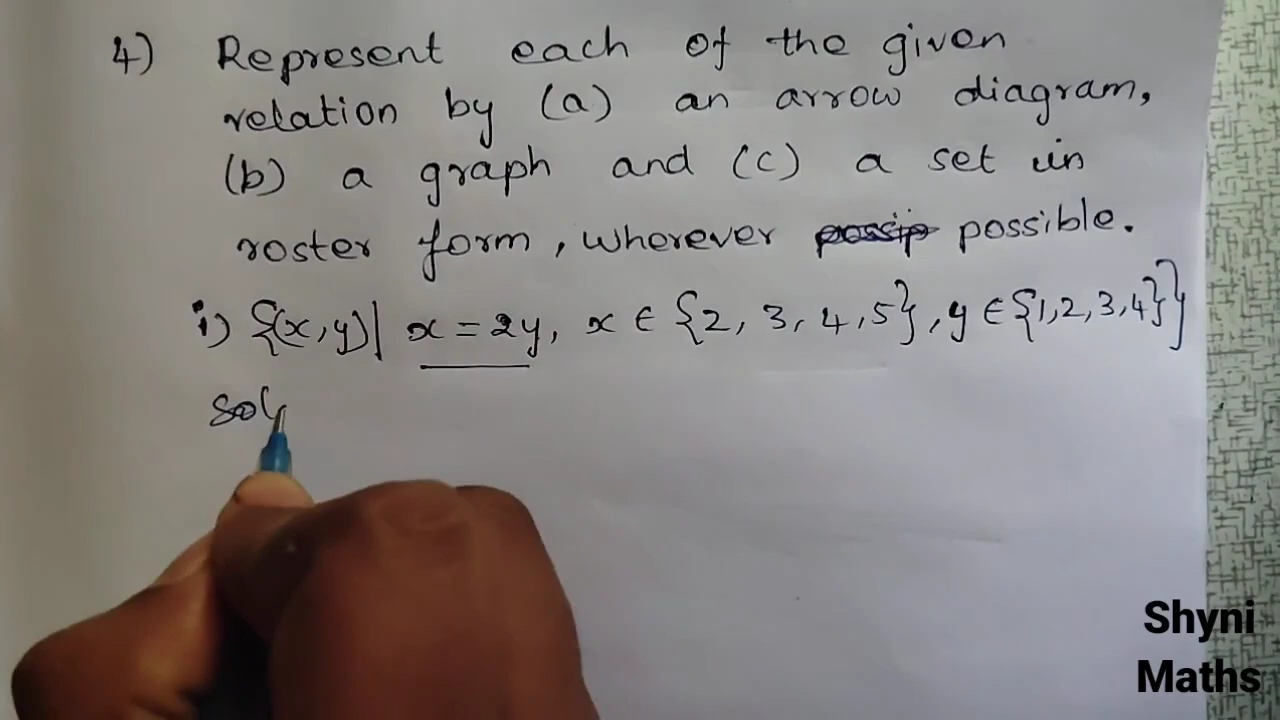 4) Represent each of the given
relation by (a) an arrow diagram,
(b) a graph and (c) a set in
roster form, wherever possible.
i) {(x,y)| x = 2y, x ∈ {2, 3, 4, 5}, y ∈ {1, 2, 3, 4}}
Sol
Shyni
Maths